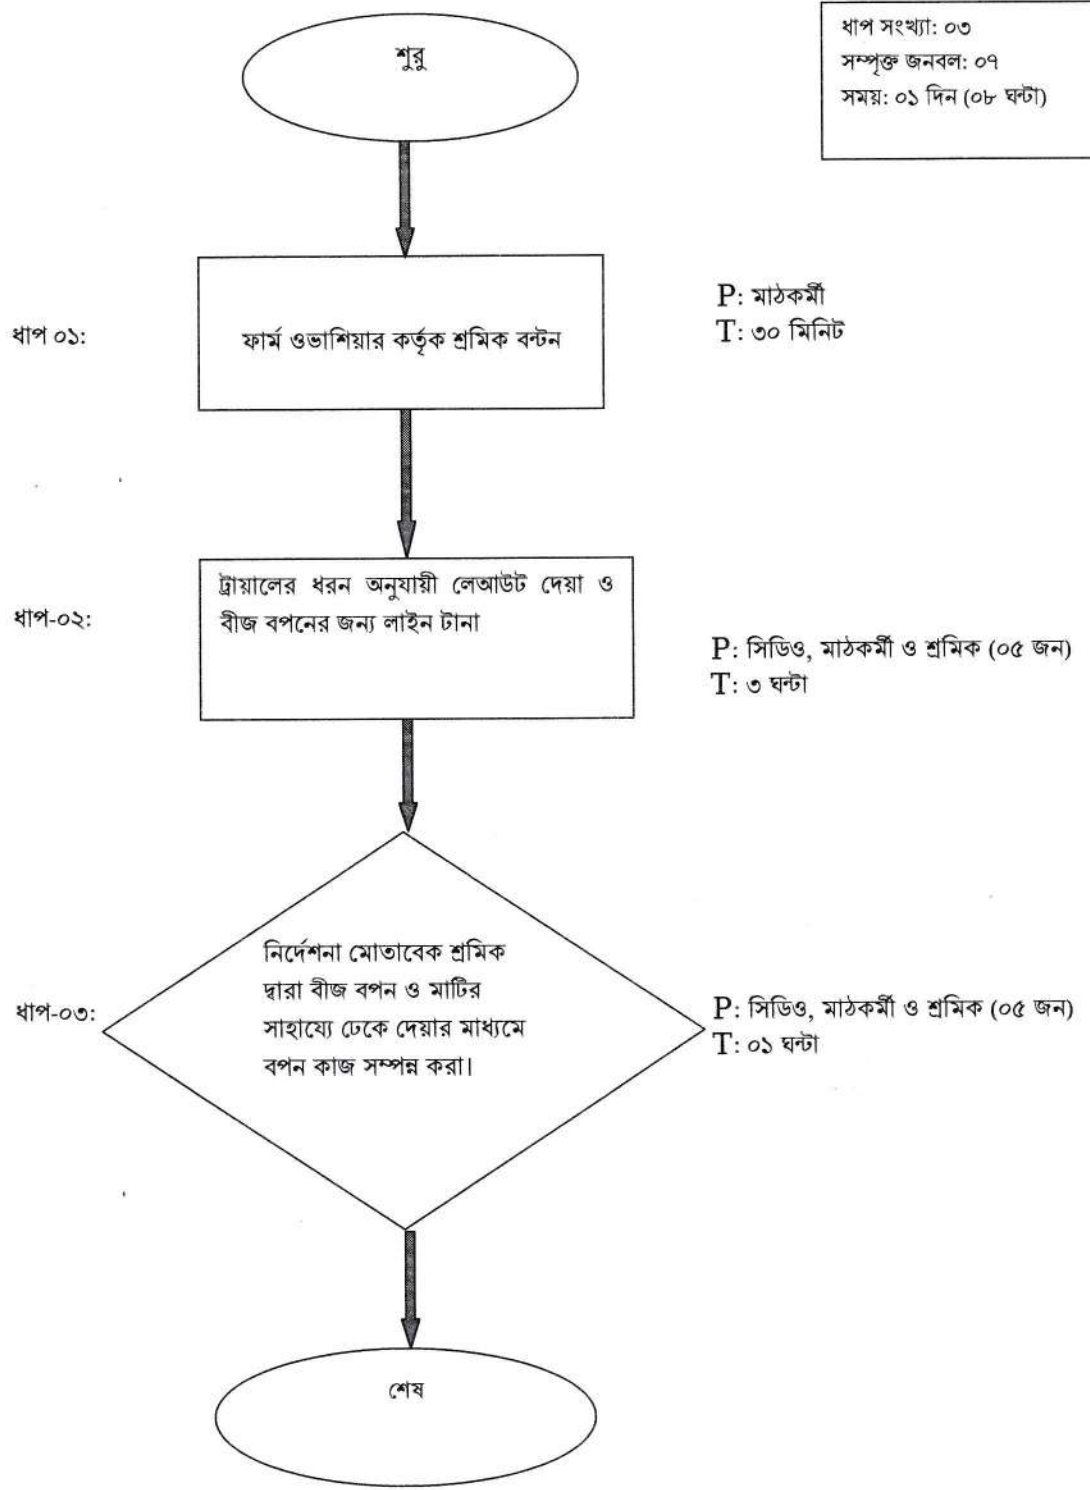 ধাপ সংখ্যা: ০৩
সম্পৃক্ত জনবল: ০৭
সময়: ০১ দিন (০৮ ঘন্টা)
শুরু
ধাপ ০১:
ফার্ম ওভাশিয়ার কর্তৃক শ্রমিক বন্টন
P: মাঠকর্মী
T: ৩০ মিনিট
ধাপ-০২:
ট্রায়ালের ধরন অনুযায়ী লেআউট দেয়া ও
বীজ বপনের জন্য লাইন টানা
P: সিডিও, মাঠকর্মী ও শ্রমিক (০৫ জন)
T: ৩ ঘন্টা
ধাপ-০৩:
নির্দেশনা মোতাবেক শ্রমিক
দ্বারা বীজ বপন ও মাটির
সাহায্যে ঢেকে দেয়ার মাধ্যমে
বপন কাজ সম্পন্ন করা।
P: সিডিও, মাঠকর্মী ও শ্রমিক (০৫ জন)
T: ০১ ঘন্টা
শেষ